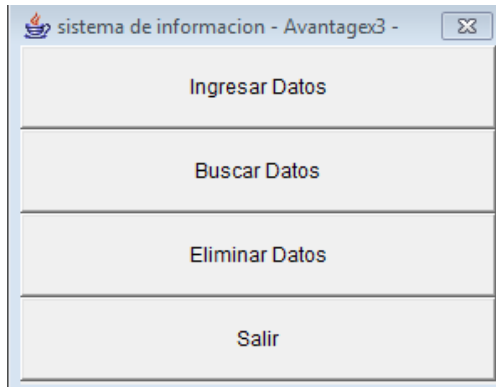 sistema de informacion - Avantagex3 -
Ingresar Datos
Buscar Datos
Eliminar Datos
Salir